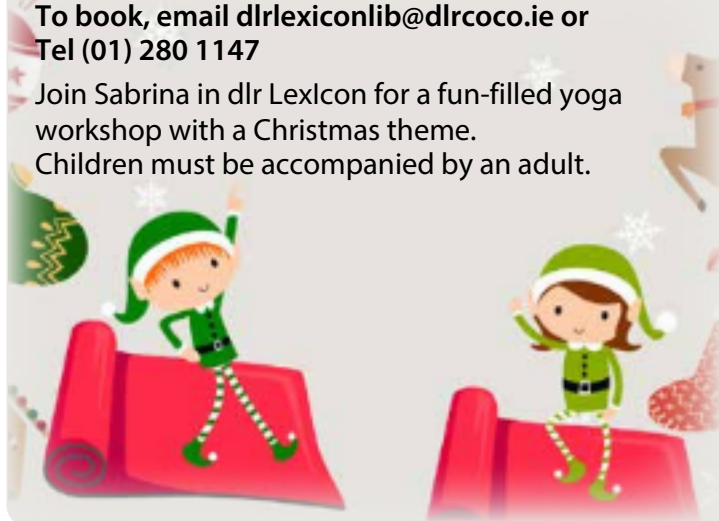 To book, email dlrlexiconlib@dlrcoco.ie or
Tel (01) 280 1147
Join Sabrina in dlr LexIcon for a fun-filled yoga
workshop with a Christmas theme.
Children must be accompanied by an adult.